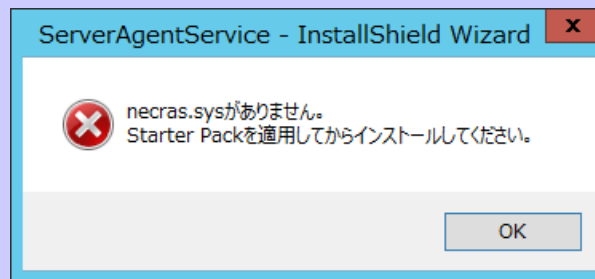 ServerAgentService - InstallShield Wizard
x
necras.sysがありません。
Starter Packを適用してからインストールしてください。
OK